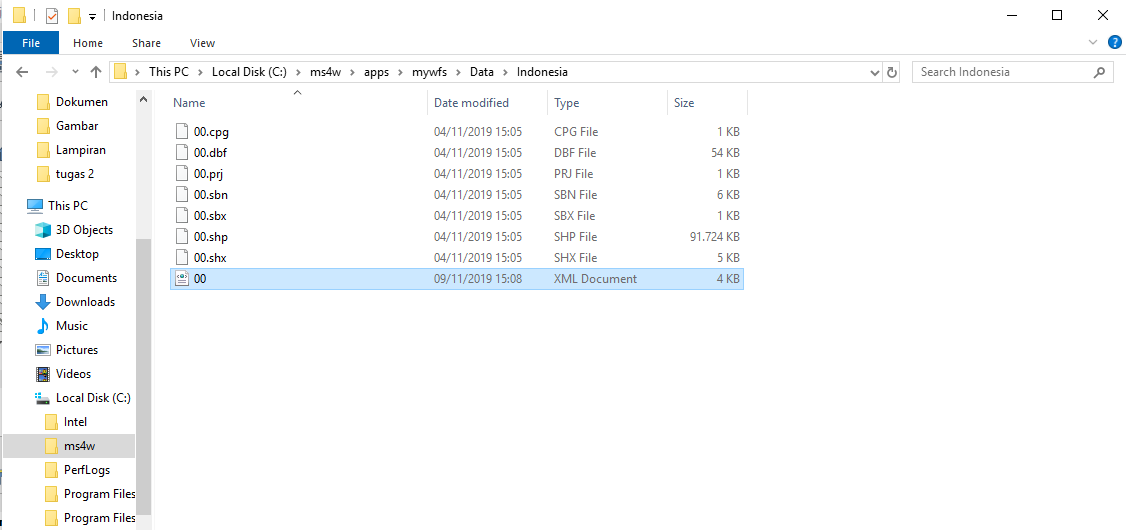 Indonesia
File Home Share View
This PC Local Disk (C:) ms4w apps mywfs Data Indonesia
Search Indonesia
Dokumen
Gambar
Lampiran
tugas 2
This PC
3D Objects
Desktop
Documents
Downloads
Music
Pictures
Videos
Local Disk (C:)
Intel
ms4w
PerfLogs
Program Files
Program Files
Name Date modified Type Size
00.cpg 04/11/2019 15:05 CPG File 1 KB
00.dbf 04/11/2019 15:05 DBF File 54 KB
00.prj 04/11/2019 15:05 PRJ File 1 KB
00.sbn 04/11/2019 15:05 SBN File 6 KB
00.sbx 04/11/2019 15:05 SBX File 1 KB
00.shp 04/11/2019 15:05 SHP File 91.724 KB
00.shx 04/11/2019 15:05 SHX File 5 KB
00 09/11/2019 15:08 XML Document 4 KB